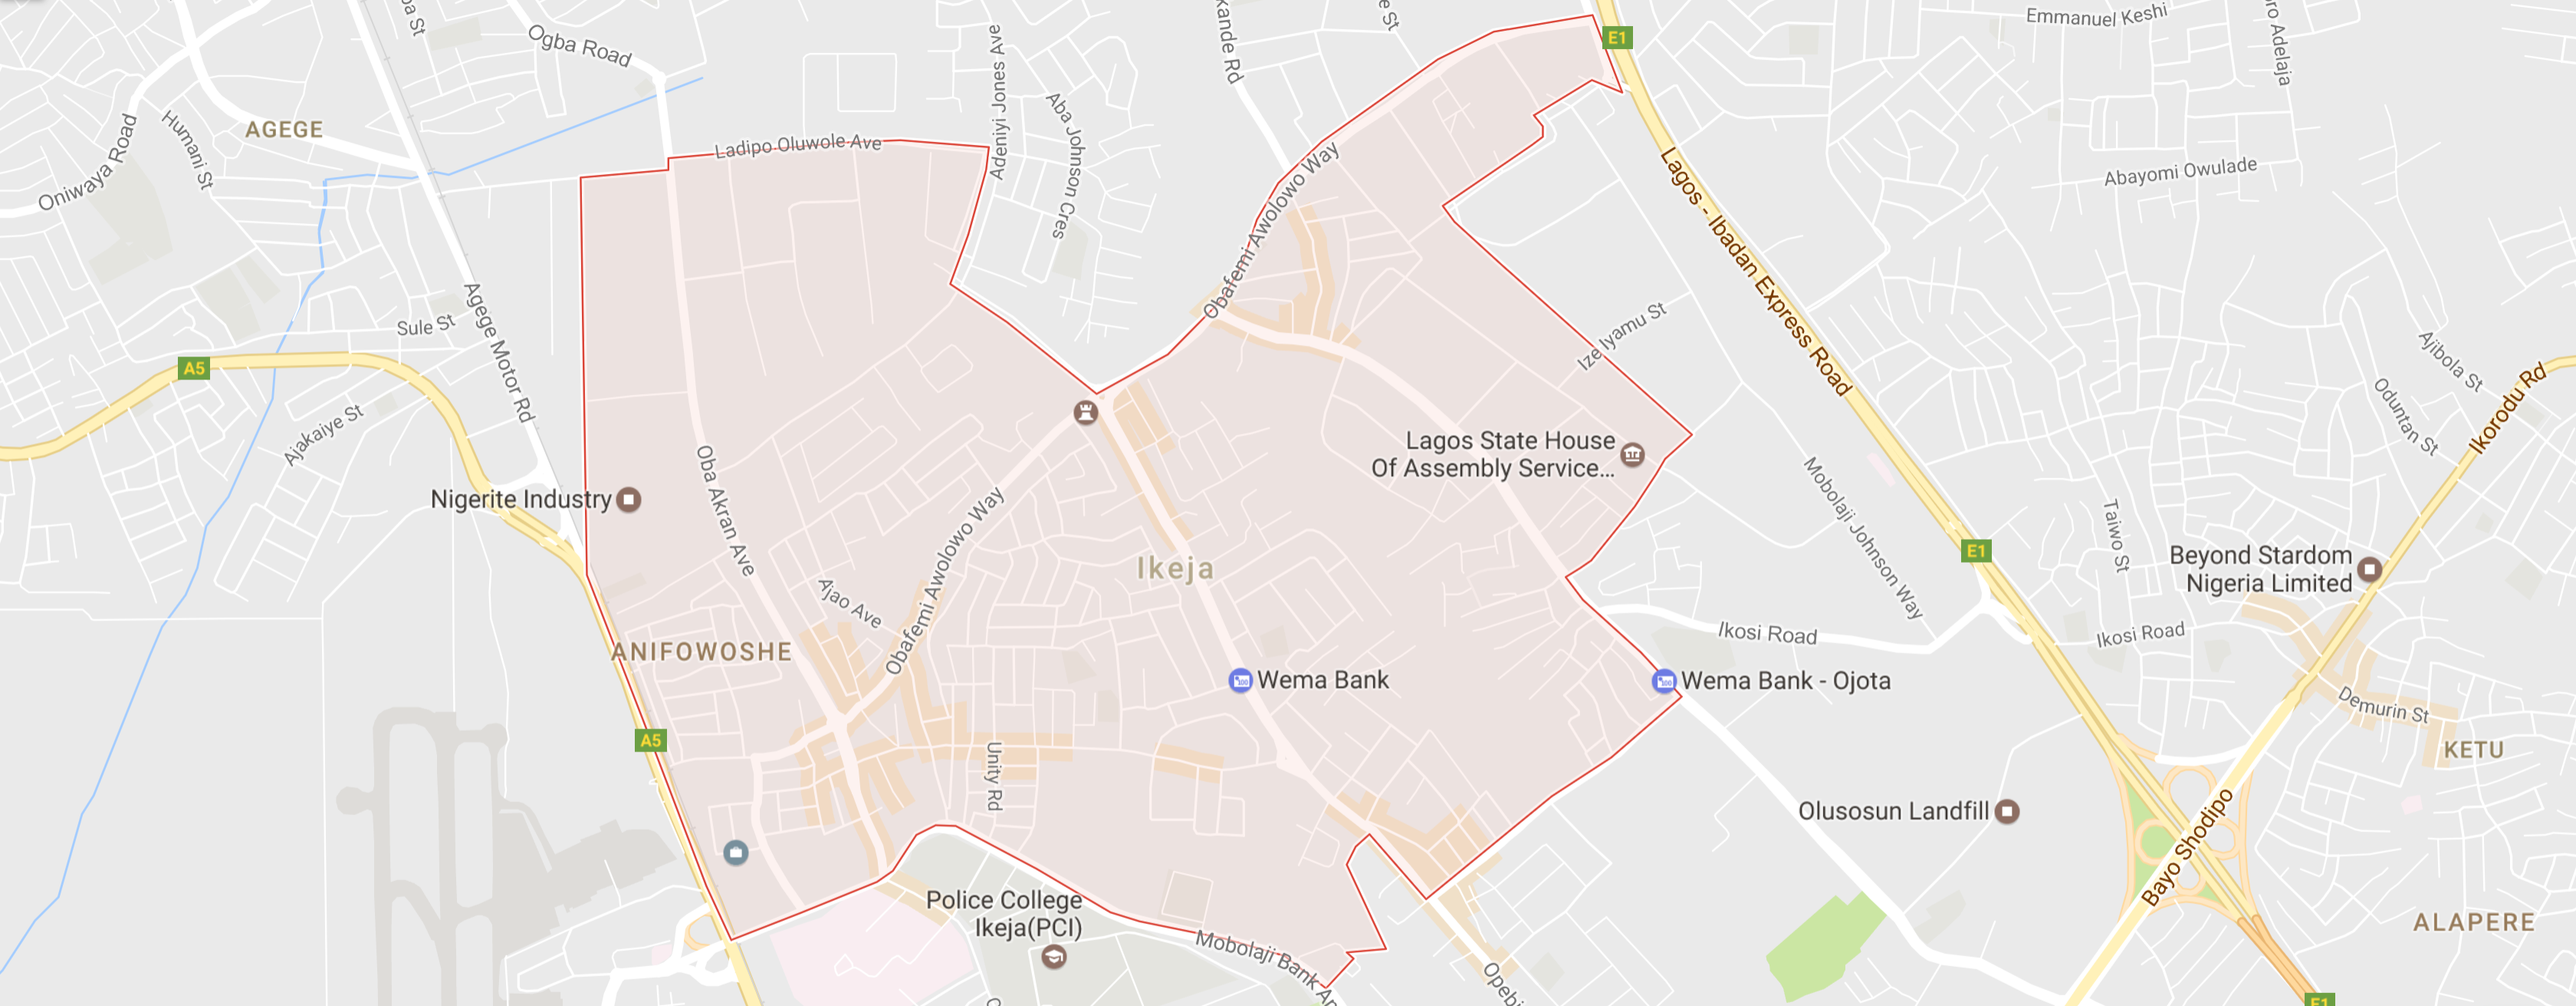 Ogba Road
Emmanuel Keshi
E1
AGEGE
Humani St
Oniwaya Road
Ladipo Oluwole Ave
Adeniyi Jones Ave
Aba Johnson Cres
Obafemi Awolowo Way
Lagos - Ibadan Express Road
Abayomi Owulade
Agege Motor Rd
Sule St
A5
Ajakaiye St
Ize Iyamu St
Ajibola St
Oduntan St
Ikorodu Rd
Nigerite Industry
Oba Akran Ave
Obafemi Awolowo Way
Lagos State House
Of Assembly Service...
Mobolaji Johnson Way
Taiwo St
E1
Beyond Stardom
Nigeria Limited
Ikeja
Ajao Ave
ANIFOWOSHE
Ikosi Road
Ikosi Road
Wema Bank
Wema Bank - Ojota
Demurin St
A5
Unity Rd
KETU
Olusosun Landfill
Bayo Shodipo
Police College
Ikeja(PCI)
Mobolaji Bank
Opebi
ALAPERE
E1